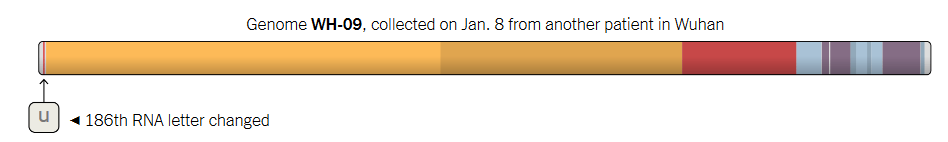 Genome WH-09, collected on Jan. 8 from another patient in Wuhan
u ◄ 186th RNA letter changed